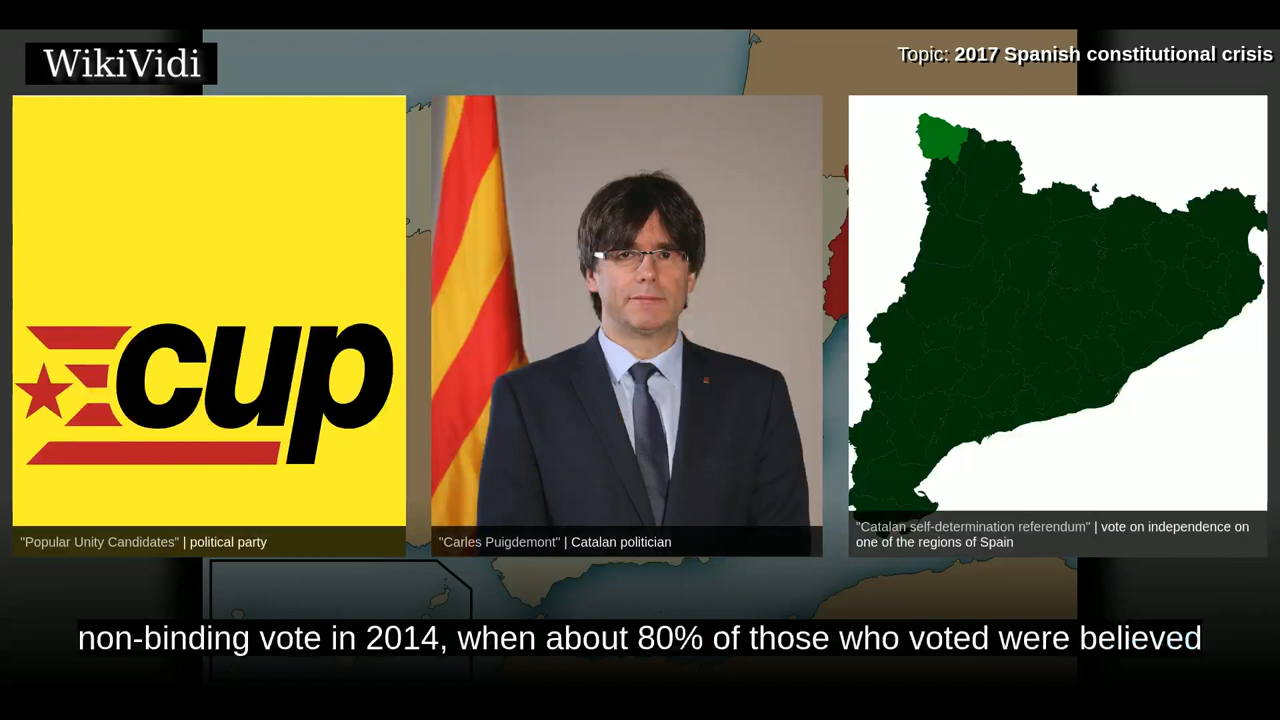 WikiVidi
Topic: 2017 Spanish constitutional crisis
cup
"Popular Unity Candidates" | political party
"Carles Puigdemont" | Catalan politician
"Catalan self-determination referendum" | vote on independence on
one of the regions of Spain
non-binding vote in 2014, when about 80% of those who voted were believed